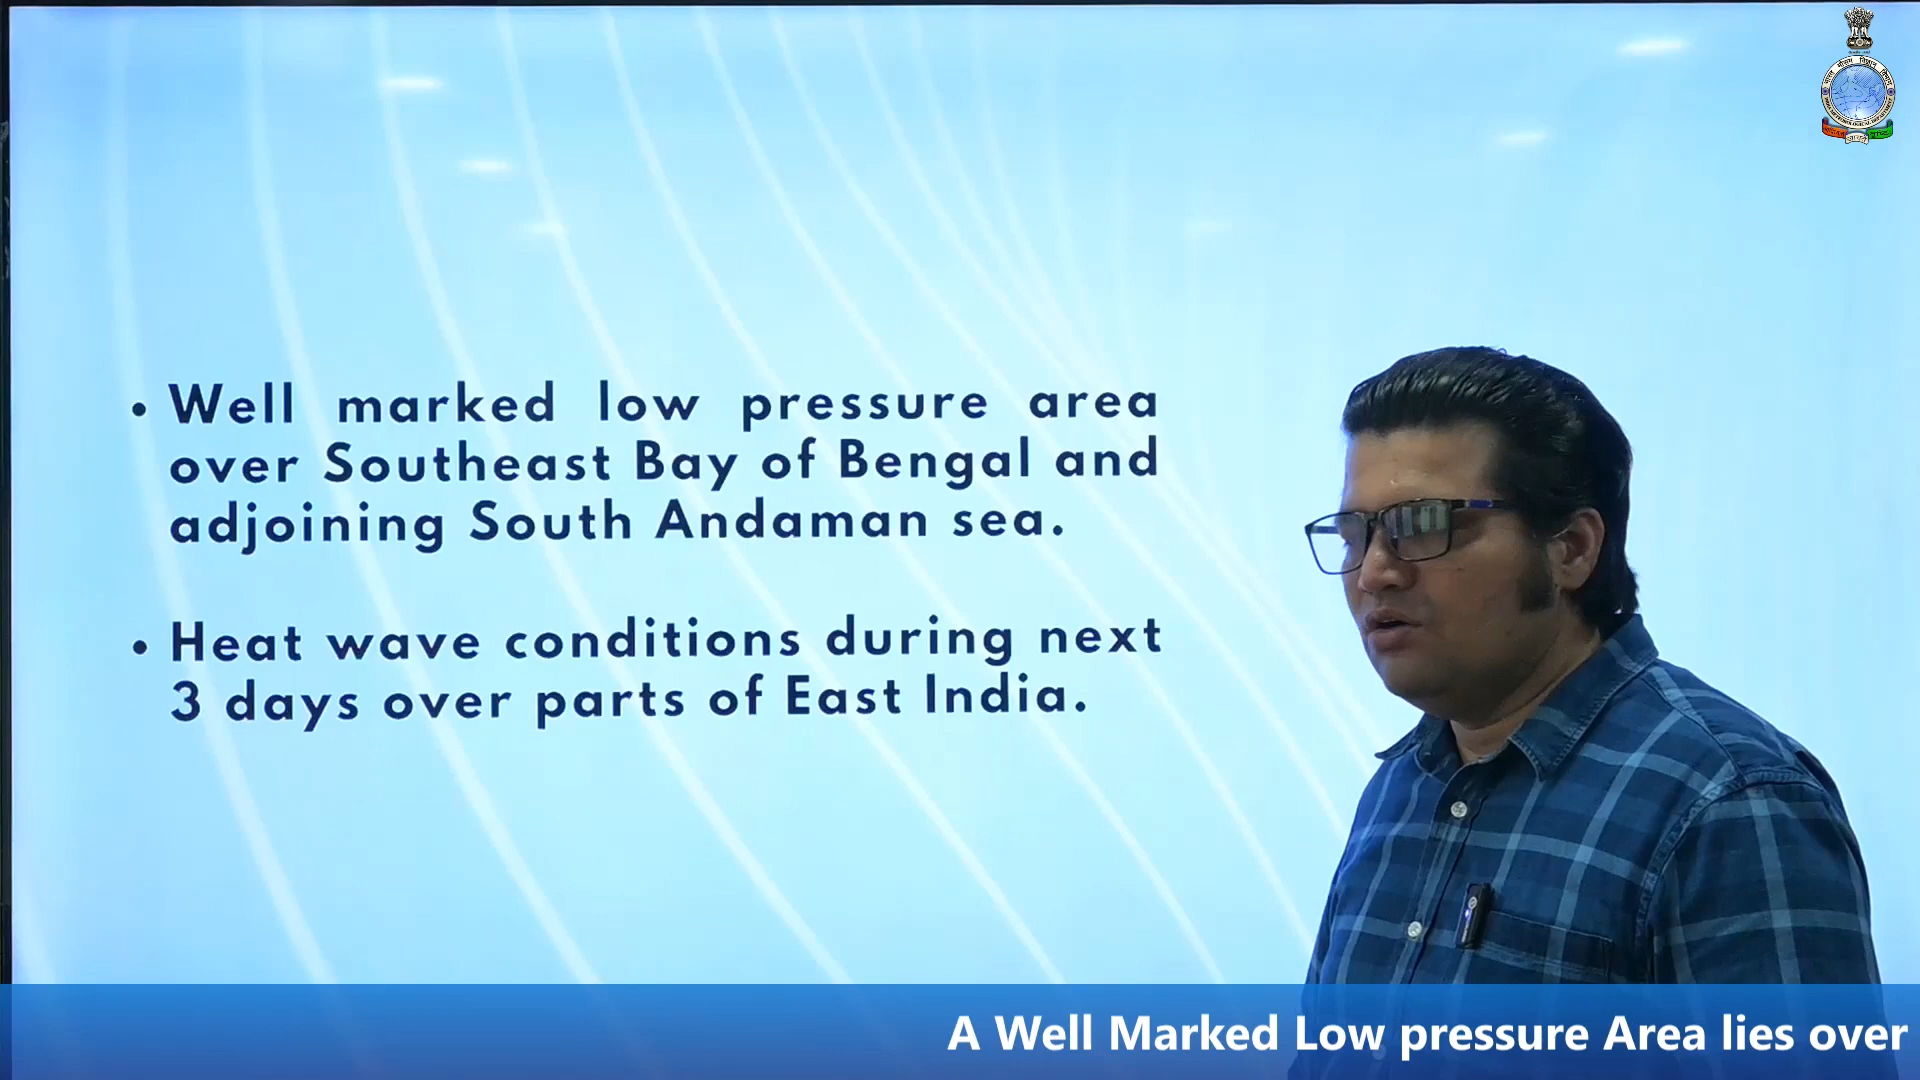 • Well marked low pressure area
over Southeast Bay of Bengal and
adjoining South Andaman sea.
• Heat wave conditions during next
3 days over parts of East India.
A Well Marked Low pressure Area lies over